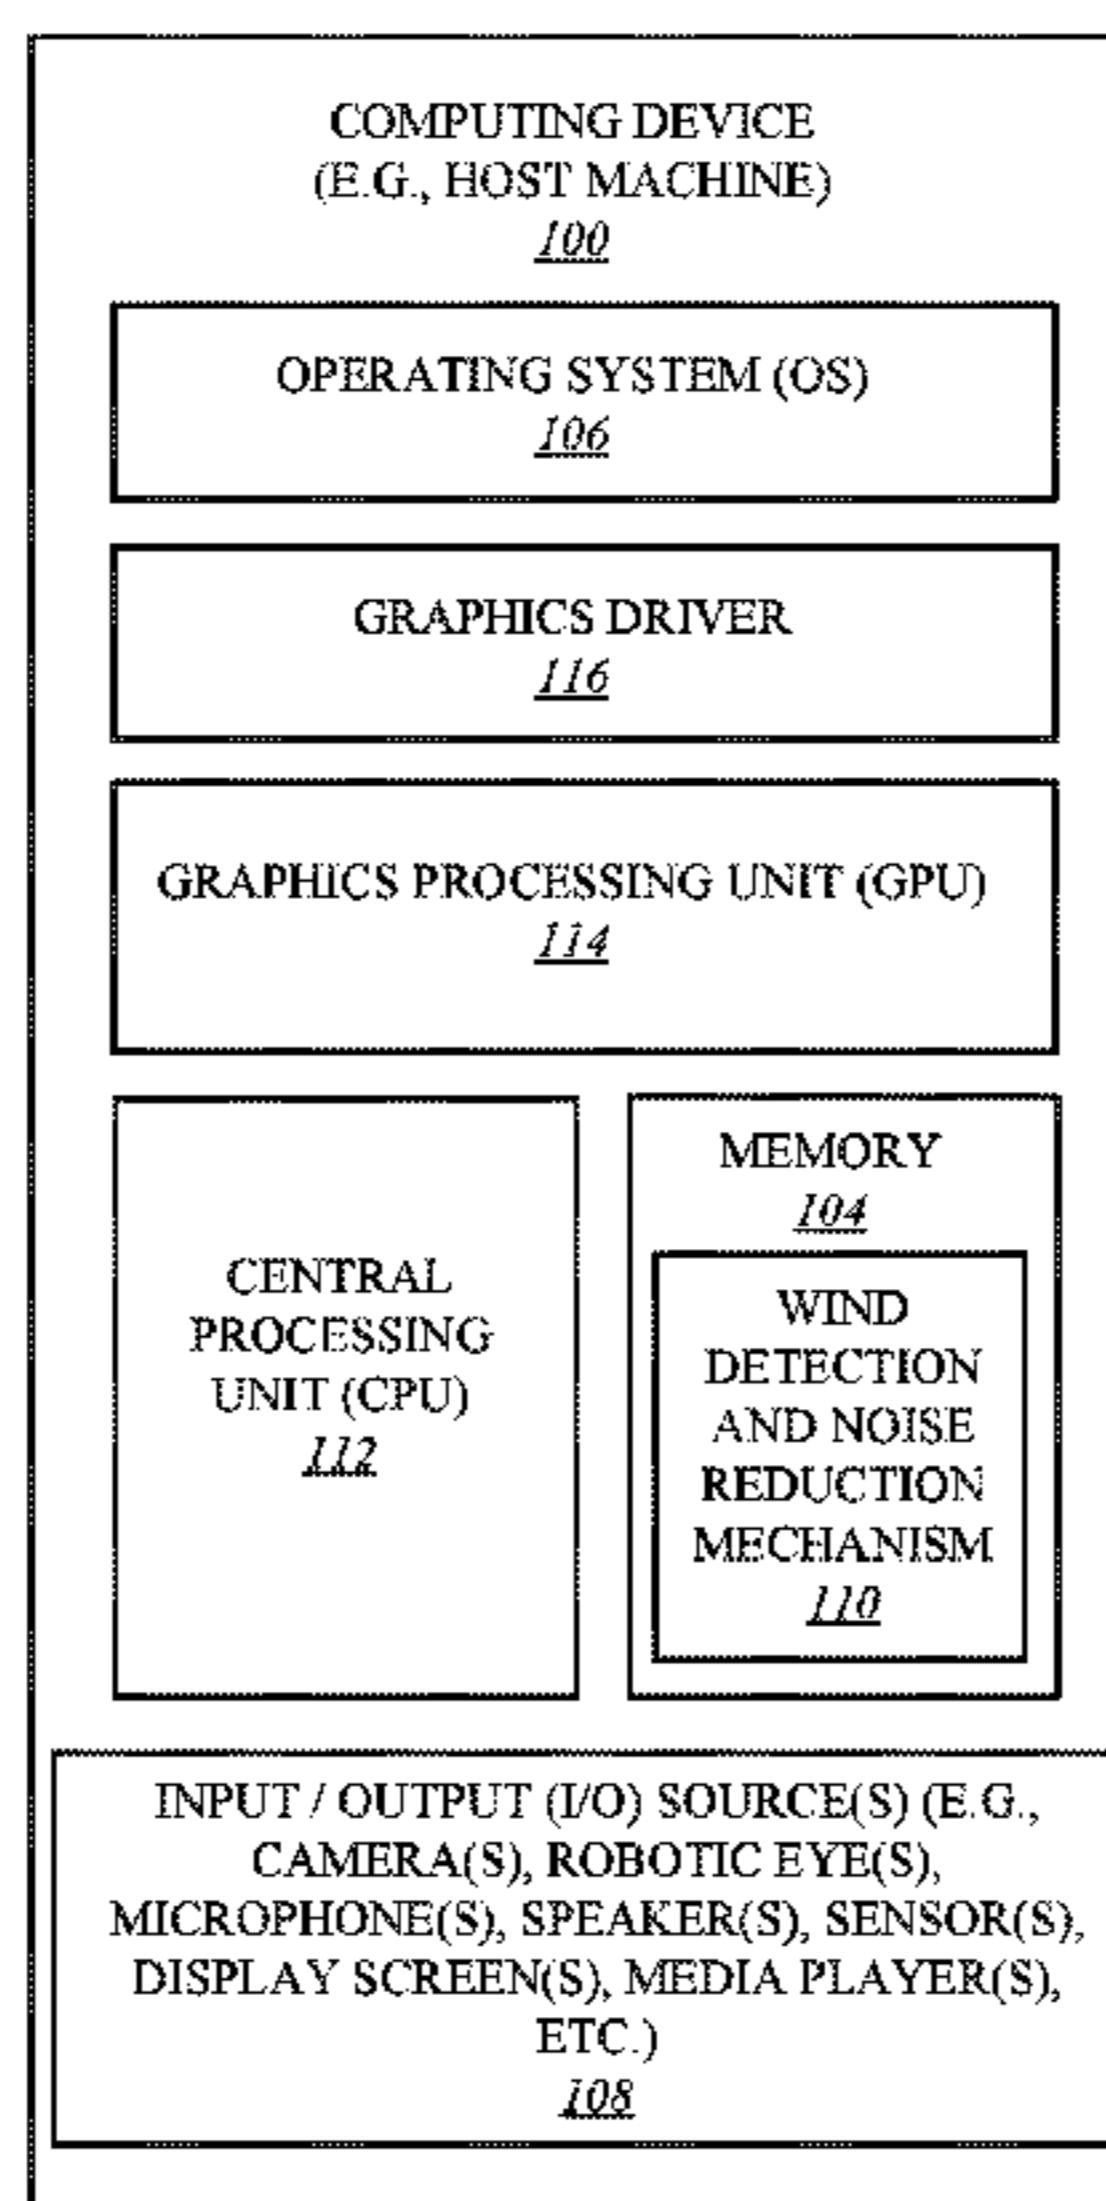 COMPUTING DEVICE
(E.G., HOST MACHINE)
100
OPERATING SYSTEM (OS)
106
GRAPHICS DRIVER
116
GRAPHICS PROCESSING UNIT (GPU)
114
CENTRAL
PROCESSING
UNIT (CPU)
112
MEMORY
104
WIND
DETECTION
AND NOISE
REDUCTION
MECHANISM
110
INPUT / OUTPUT (I/O) SOURCE(S) (E.G.,
CAMERA(S), ROBOTIC EYE(S),
MICROPHONE(S), SPEAKER(S), SENSOR(S),
DISPLAY SCREEN(S), MEDIA PLAYER(S),
ETC.)
108